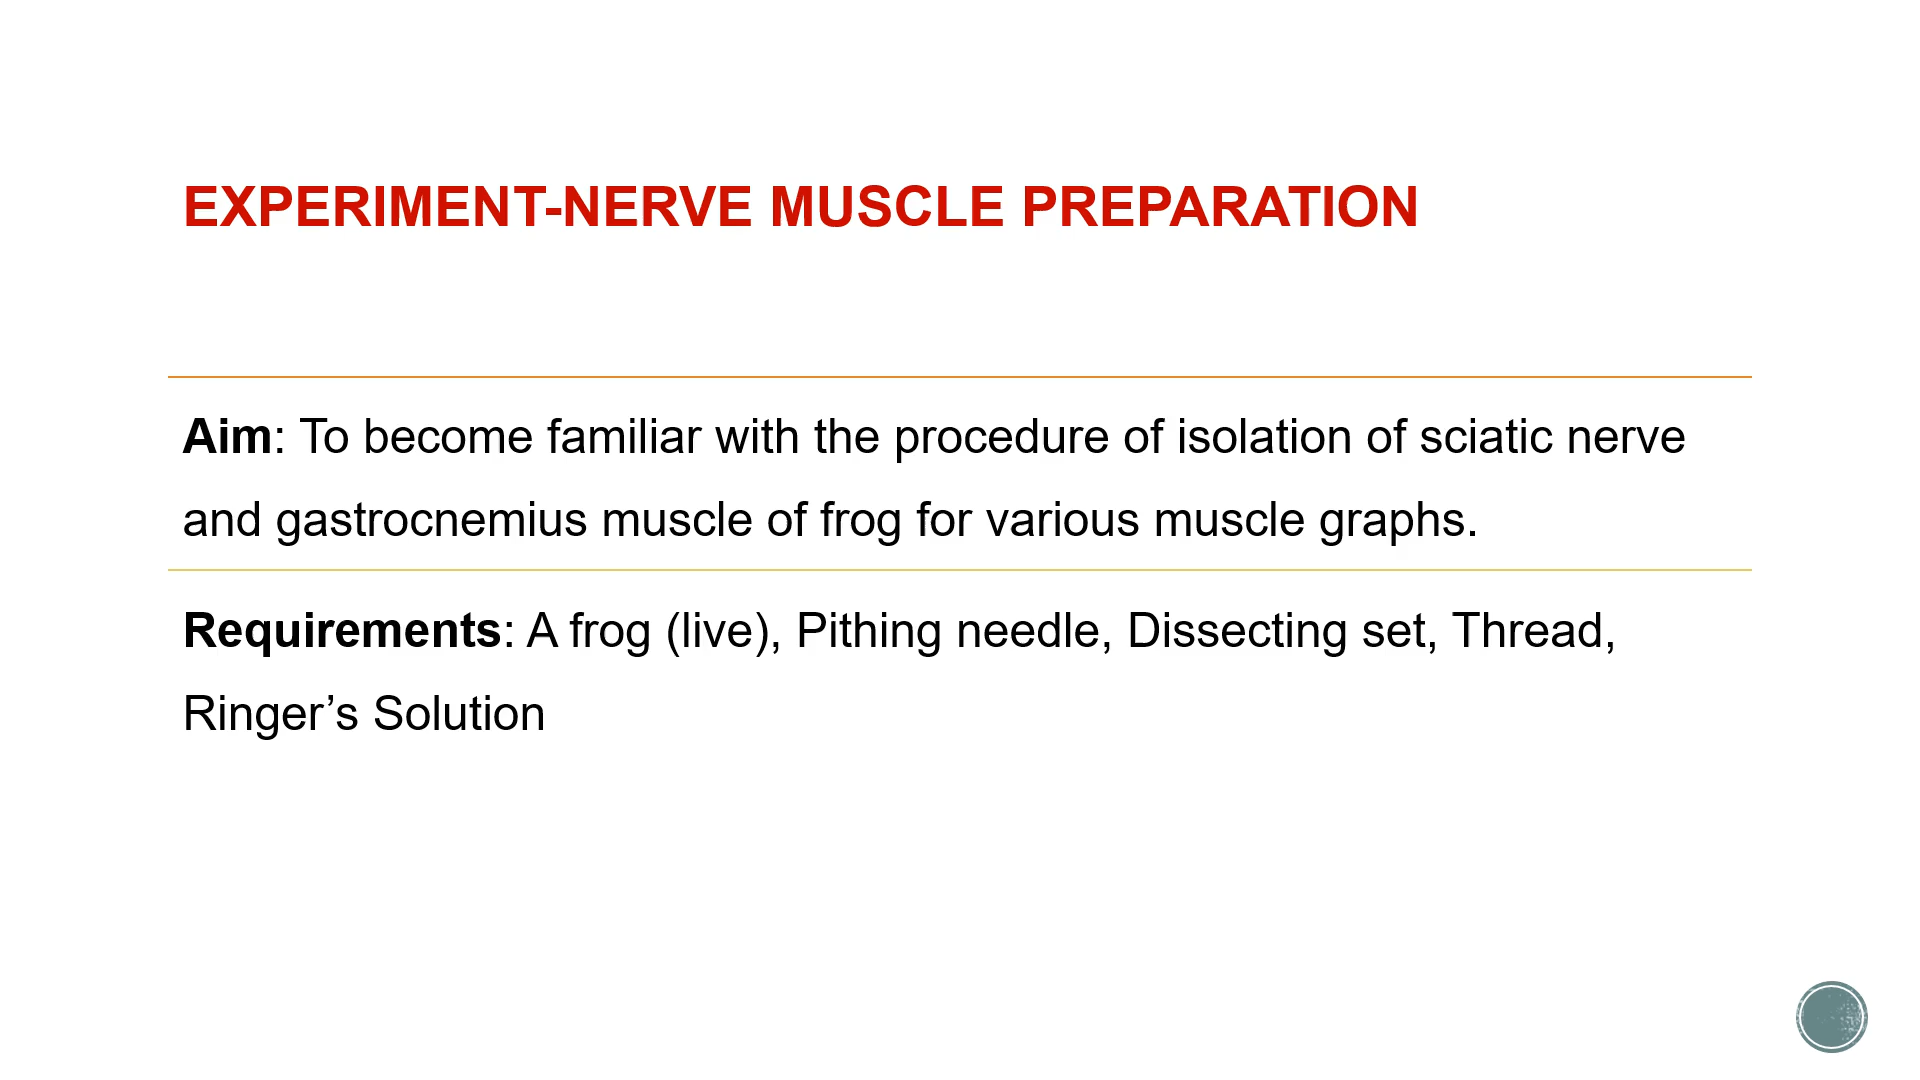 EXPERIMENT-NERVE MUSCLE PREPARATION
Aim: To become familiar with the procedure of isolation of sciatic nerve
and gastrocnemius muscle of frog for various muscle graphs.
Requirements: A frog (live), Pithing needle, Dissecting set, Thread,
Ringer’s Solution